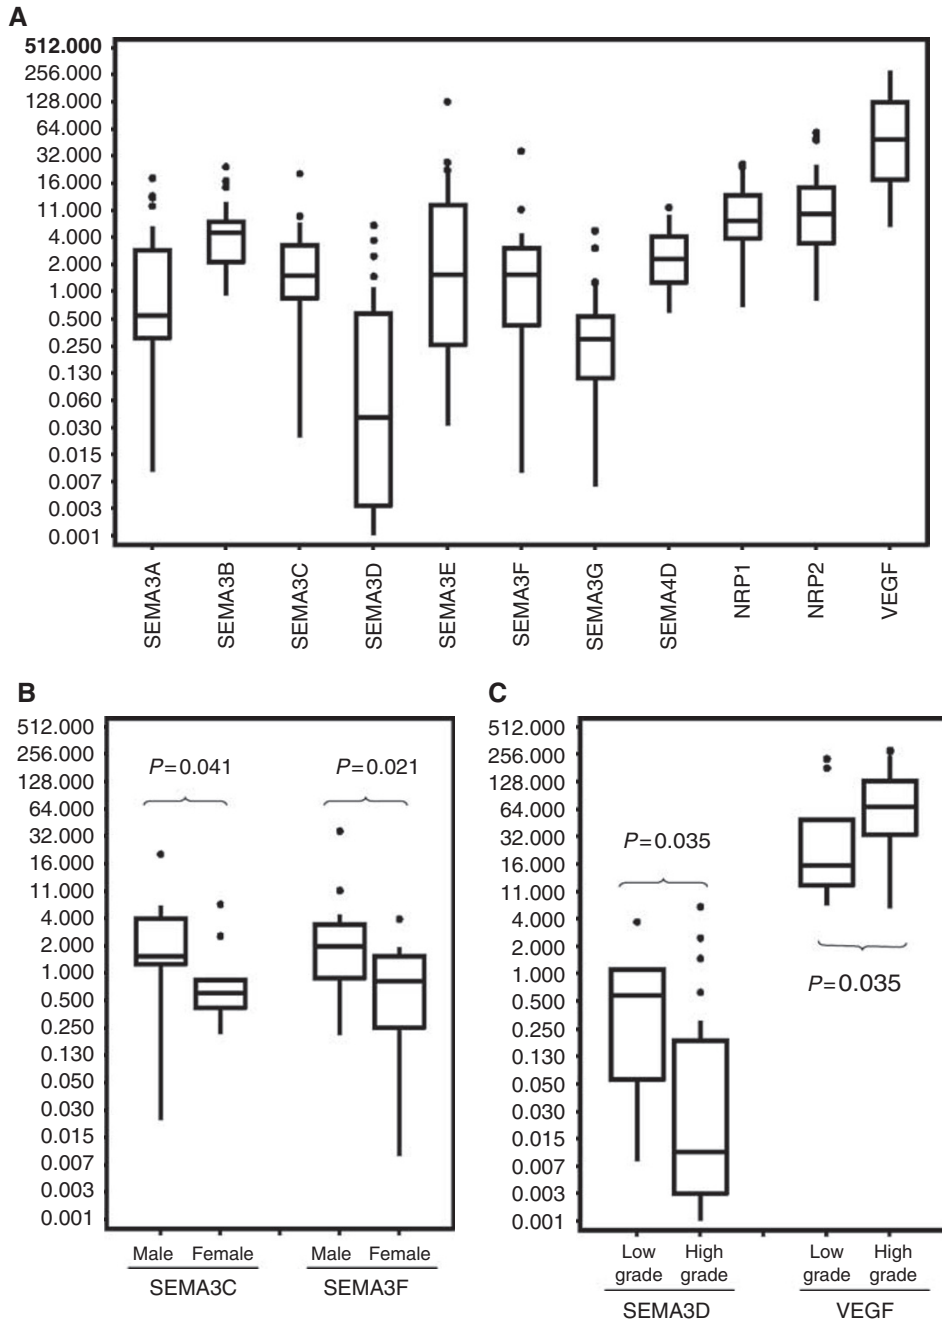 A
512.000
256.000
128.000
64.000
32.000
16.000
11.000
4.000
2.000
1.000
0.500
0.250
0.130
0.060
0.030
0.015
0.007
0.003
0.001
SEMA3A
SEMA3B
SEMA3C
SEMA3D
SEMA3E
SEMA3F
SEMA3G
SEMA4D
NRP1
NRP2
VEGF
B
512.000
256.000
128.000
64.000
32.000
16.000
11.000
4.000
2.000
1.000
0.500
0.250
0.130
0.050
0.030
0.015
0.007
0.003
0.001
P=0.041
P=0.021
Male Female Male Female
SEMA3C SEMA3F
C
512.000
256.000
128.000
64.000
32.000
16.000
11.000
4.000
2.000
1.000
0.500
0.250
0.130
0.050
0.030
0.015
0.007
0.003
0.001
P=0.035
P=0.035
Low High Low High
grade grade grade grade
SEMA3D VEGF